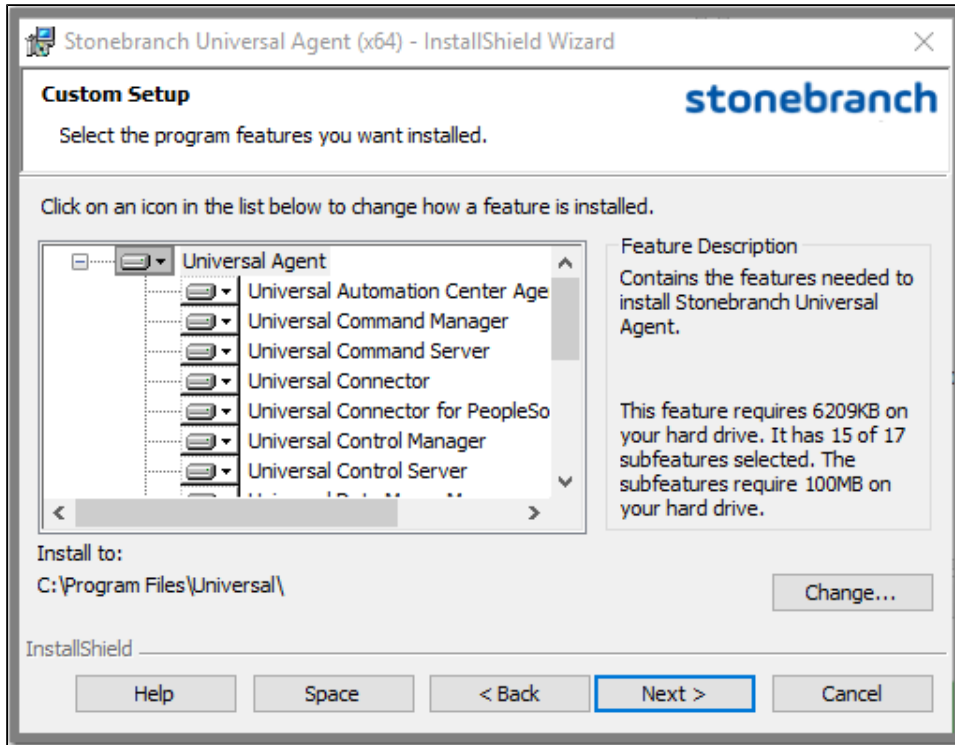 Stonebranch Universal Agent (x64) - InstallShield Wizard
Custom Setup
stonebranch
Select the program features you want installed.
Click on an icon in the list below to change how a feature is installed.
Universal Agent
Universal Automation Center Age
Universal Command Manager
Universal Command Server
Universal Connector
Universal Connector for PeopleSo
Universal Control Manager
Universal Control Server
Feature Description
Contains the features needed to
install Stonebranch Universal
Agent.
This feature requires 6209KB on
your hard drive. It has 15 of 17
subfeatures selected. The
subfeatures require 100MB on
your hard drive.
Install to:
C:\Program Files\Universal\
Change...
InstallShield
Help
Space
< Back
Next >
Cancel